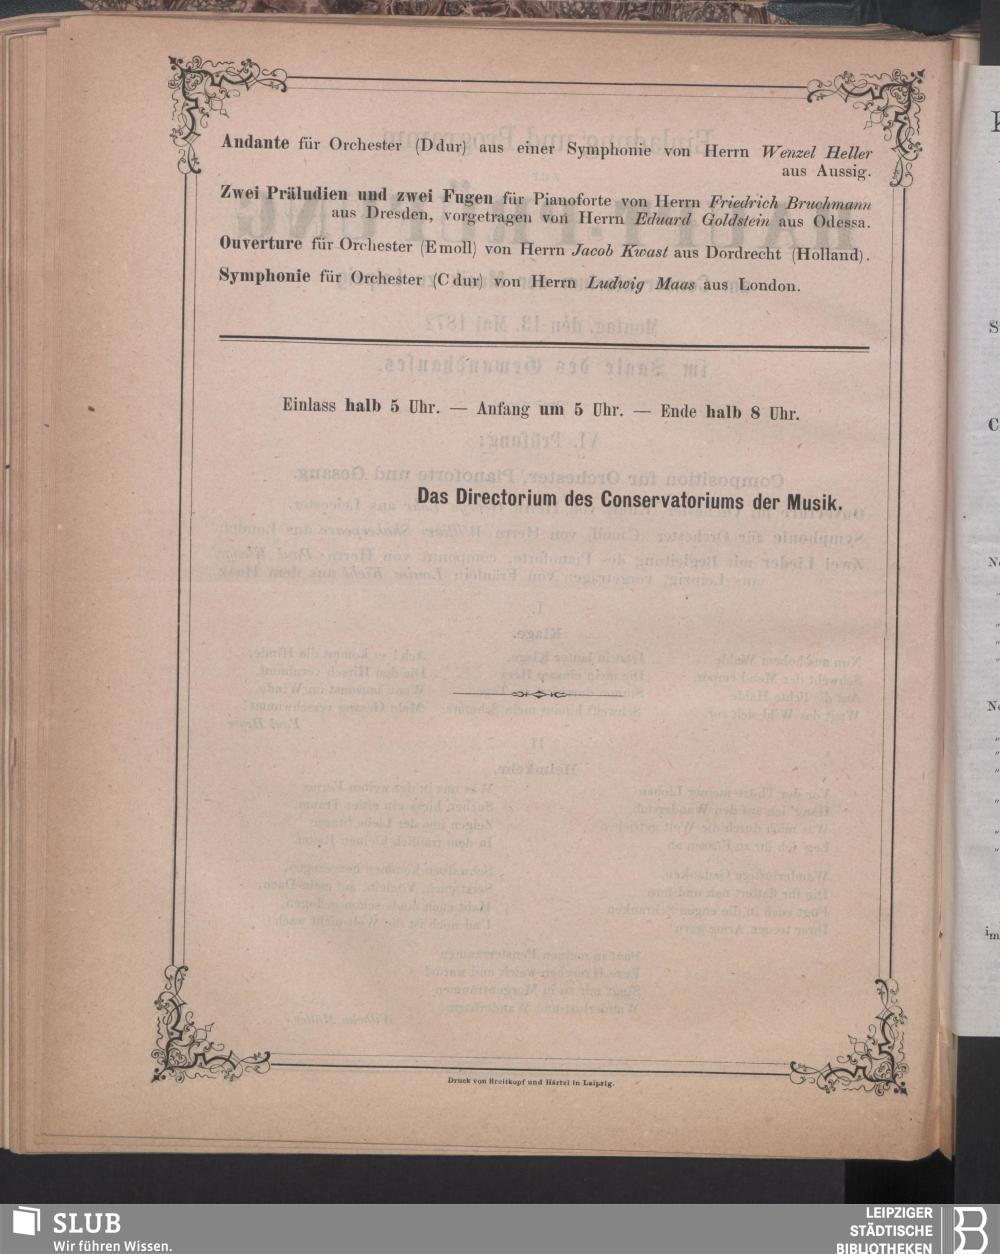 Andante für Orchester (D dur) aus einer Symphonie von Herrn Wenzel Heller
aus Aussig.
Zwei Präludien und zwei Fugen für Pianoforte von Herrn Friedrich Bruchmann
aus Dresden, vorgetragen von Herrn Eduard Goldstein aus Odessa.
Ouverture für Orchester (E moll) von Herrn Jacob Kwast aus Dordrecht (Holland).
Symphonie für Orchester (C dur) von Herrn Ludwig Maas aus London.
Einlass halb 5 Uhr. — Anfang um 5 Uhr. — Ende halb 8 Uhr.
Das Directorium des Conservatoriums der Musik.
Druck von Breitkopf und Härtel in Leipzig.
SLUB
Wir führen Wissen.
LEIPZIGER
STÄDTISCHE
BIBLIOTHEKEN